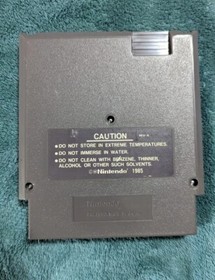 CAUTION
● DO NOT STORE IN EXTREME TEMPERATURES.
● DO NOT IMMERSE IN WATER.
● DO NOT CLEAN WITH BENZENE, THINNER,
ALCOHOL OR OTHER SUCH SOLVENTS.
©Nintendo 1985
Nintendo